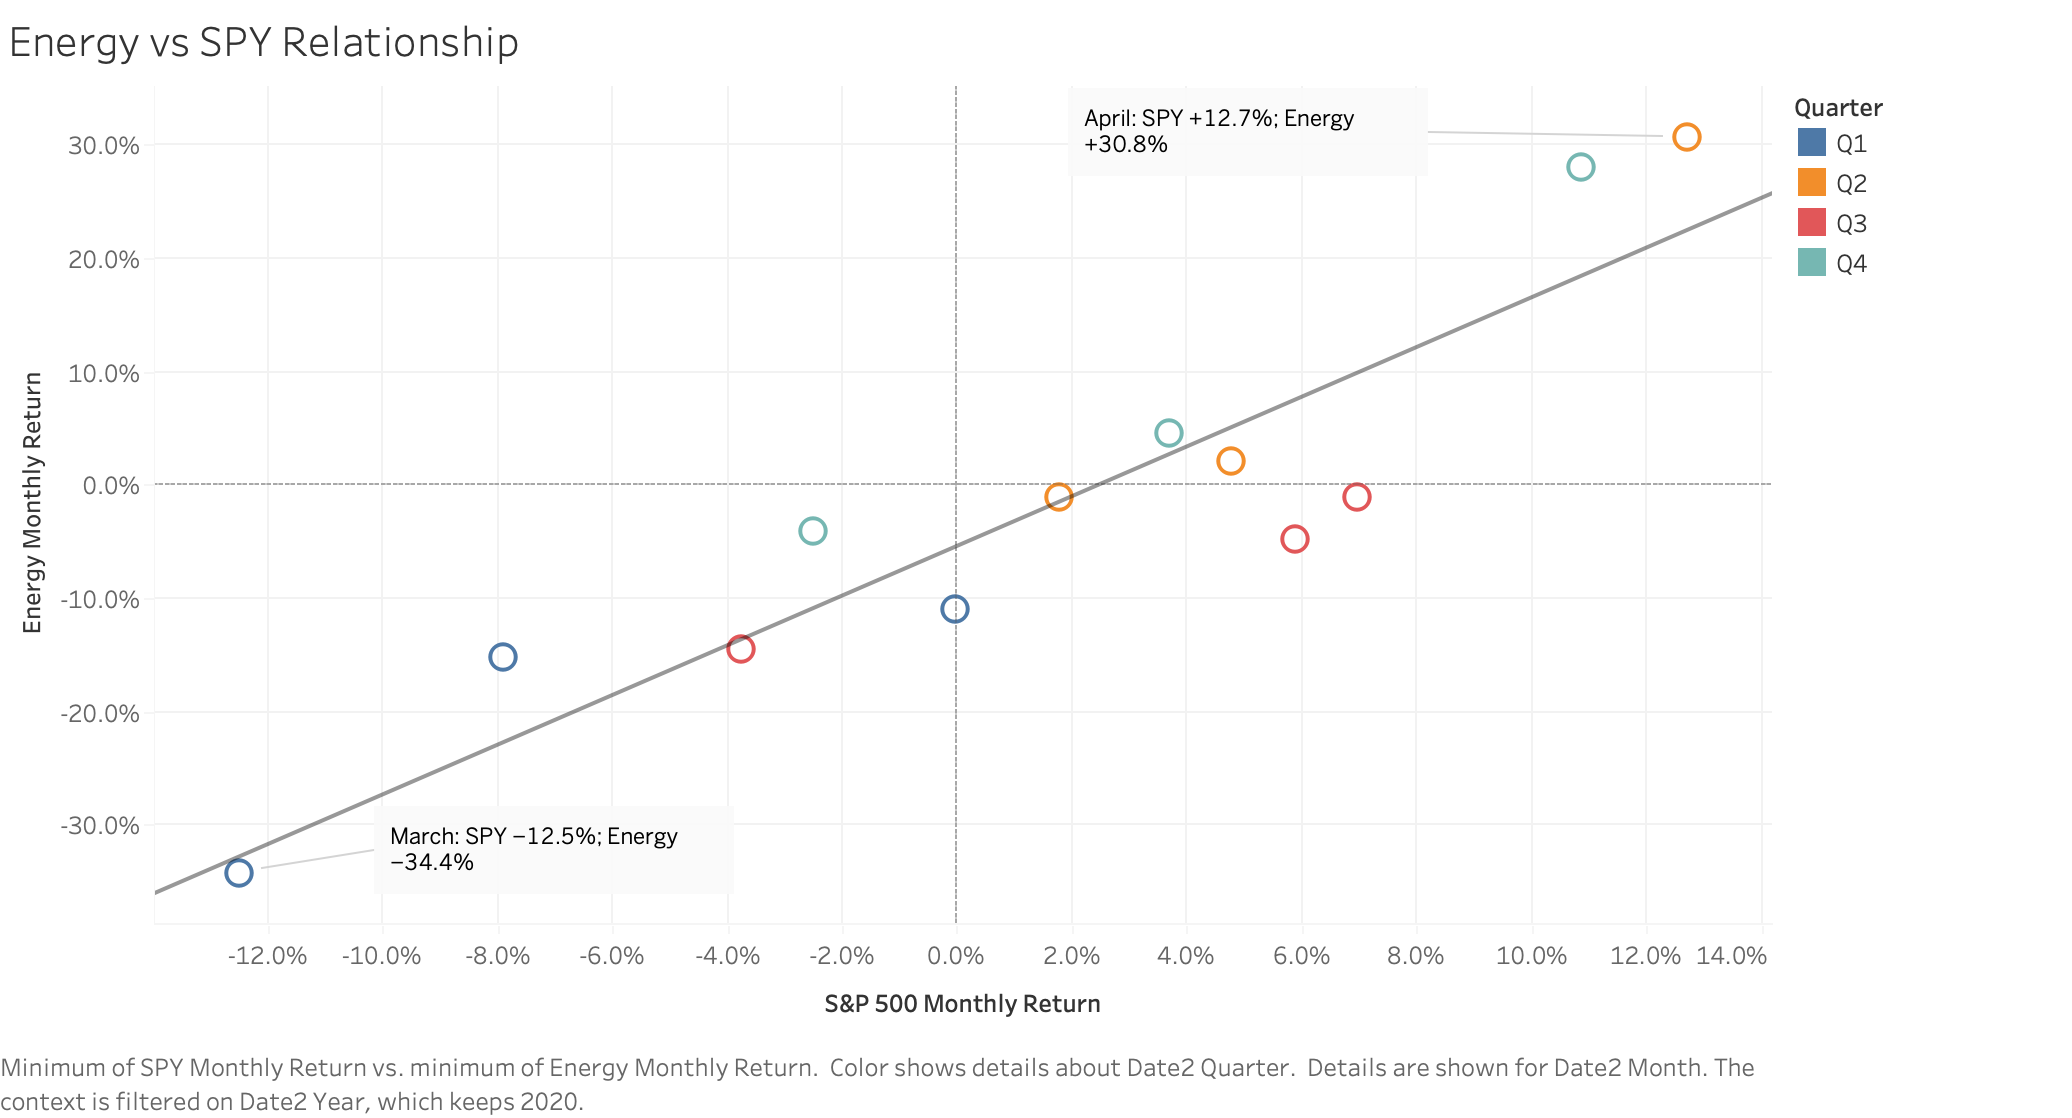 Energy vs SPY Relationship
April: SPY +12.7%; Energy
+30.8%
Quarter
Q1
Q2
Q3
Q4
30.0%
20.0%
10.0%
0.0%
-10.0%
-20.0%
-30.0%
Energy Monthly Return
March: SPY −12.5%; Energy
−34.4%
-12.0% -10.0% -8.0% -6.0% -4.0% -2.0% 0.0% 2.0% 4.0% 6.0% 8.0% 10.0% 12.0% 14.0%
S&P 500 Monthly Return
Minimum of SPY Monthly Return vs. minimum of Energy Monthly Return.  Color shows details about Date2 Quarter.  Details are shown for Date2 Month. The
context is filtered on Date2 Year, which keeps 2020.